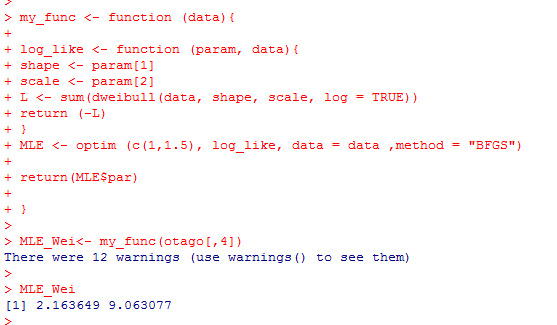 >
> my_func <- function (data){
+
+ log_like <- function (param, data){
+ shape <- param[1]
+ scale <- param[2]
+ L <- sum(dweibull(data, shape, scale, log = TRUE))
+ return (-L)
+ }
+ MLE <- optim (c(1,1.5), log_like, data = data ,method = "BFGS")
+
+ return(MLE$par)
+
+ }
>
> MLE_Wei<- my_func(otago[,4])
There were 12 warnings (use warnings() to see them)
>
> MLE_Wei
[1] 2.163649 9.063077
>